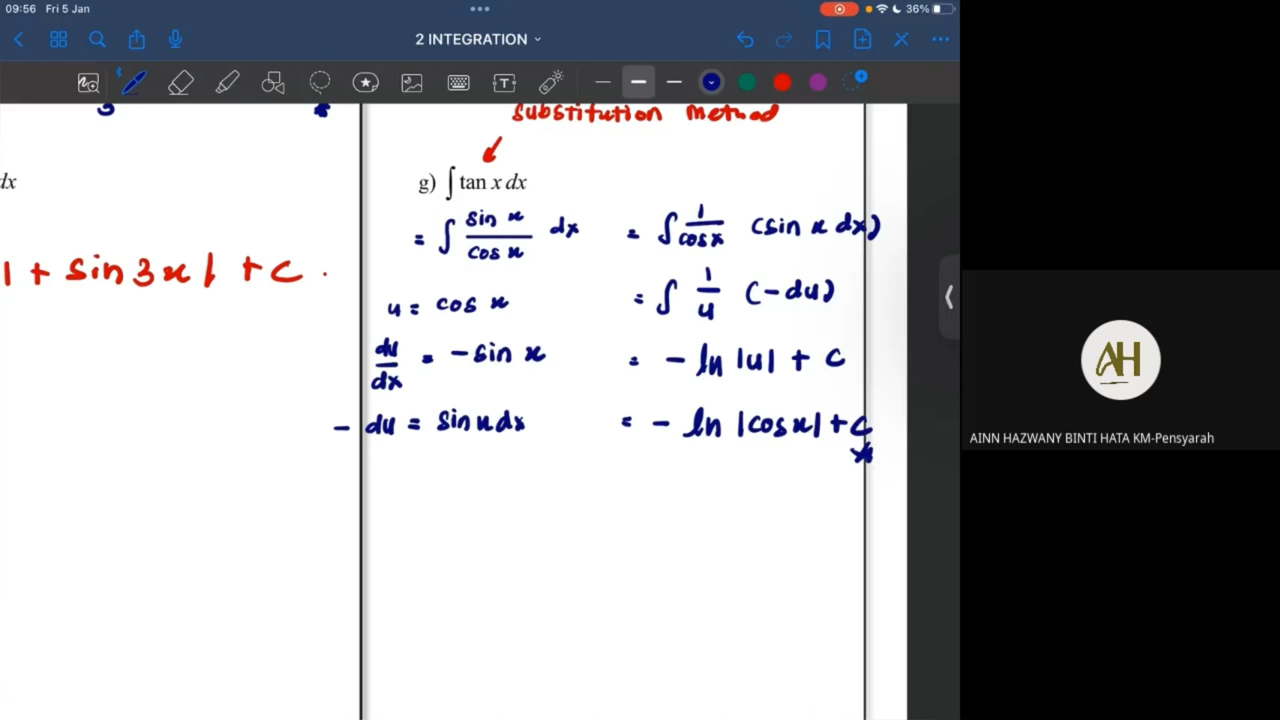 09:56 Fri 5 Jan
36%
2 INTEGRATION
substitution method
dx
g) ∫ tan x dx
= ∫ sin x / cos x dx
= ∫ 1/cos x (sin x dx)
1 + sin 3x | + c .
u = cos x
= ∫ 1/u (- du)
du/dx = - sin x
= - ln |u| + c
- du = sin x dx
= - ln |cos x| + c
AH
AINN HAZWANY BINTI HATA KM-Pensyarah